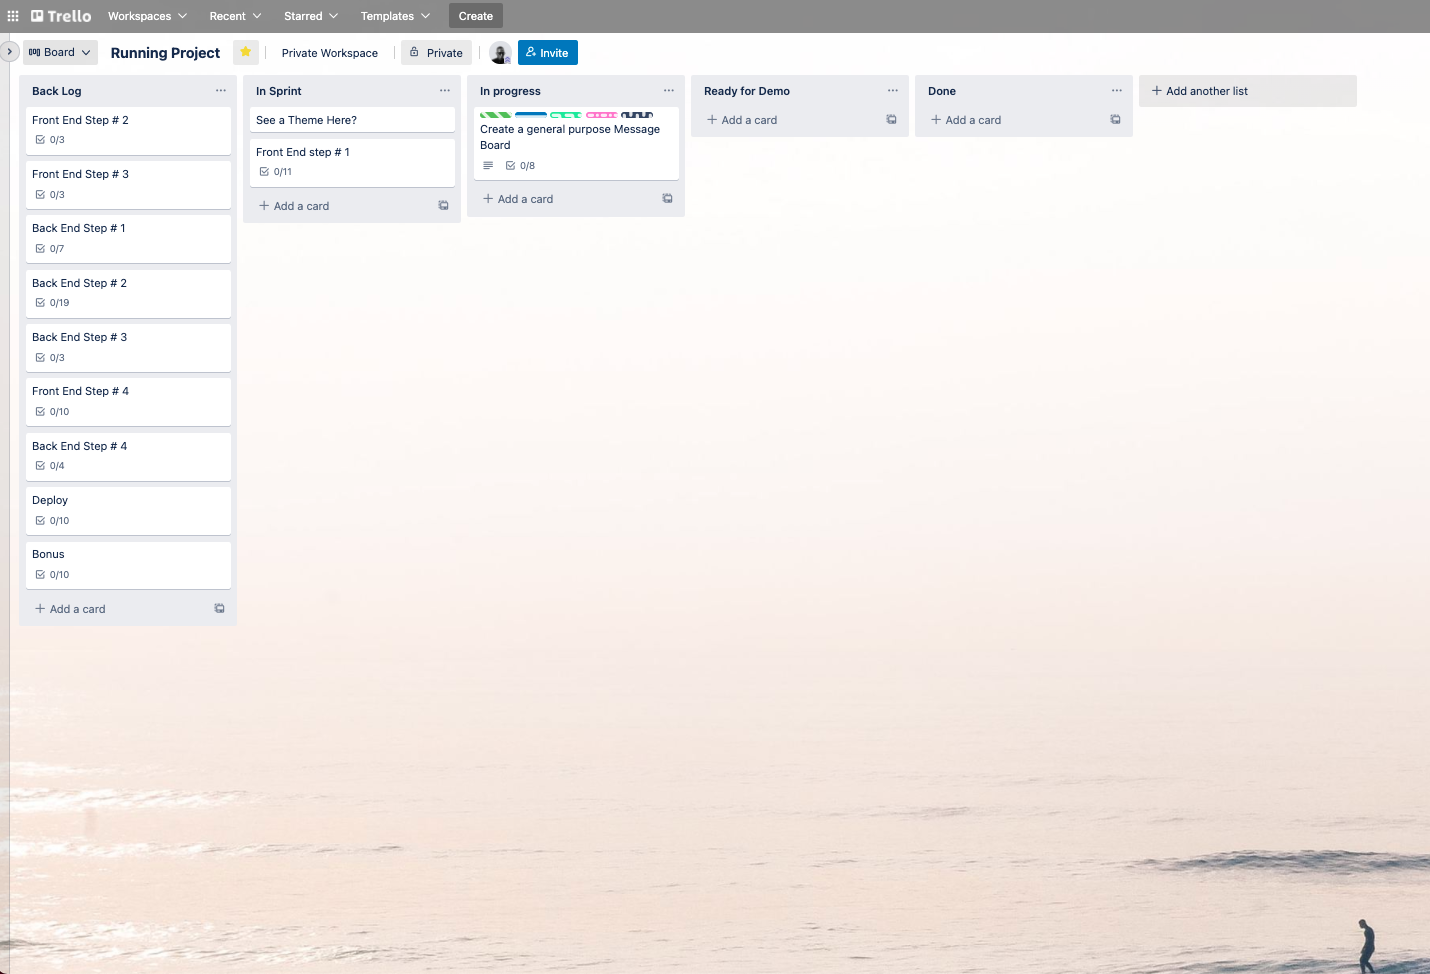 Trello
Workspaces
Recent
Starred
Templates
Create
Board
Running Project
Private Workspace
Private
Invite
Back Log
Front End Step # 2
0/3
Front End Step # 3
0/3
Back End Step # 1
0/7
Back End Step # 2
0/19
Back End Step # 3
0/3
Front End Step # 4
0/10
Back End Step # 4
0/4
Deploy
0/10
Bonus
0/10
Add a card
In Sprint
See a Theme Here?
Front End step # 1
0/11
Add a card
In progress
Create a general purpose Message
Board
0/8
Add a card
Ready for Demo
Add a card
Done
Add a card
Add another list